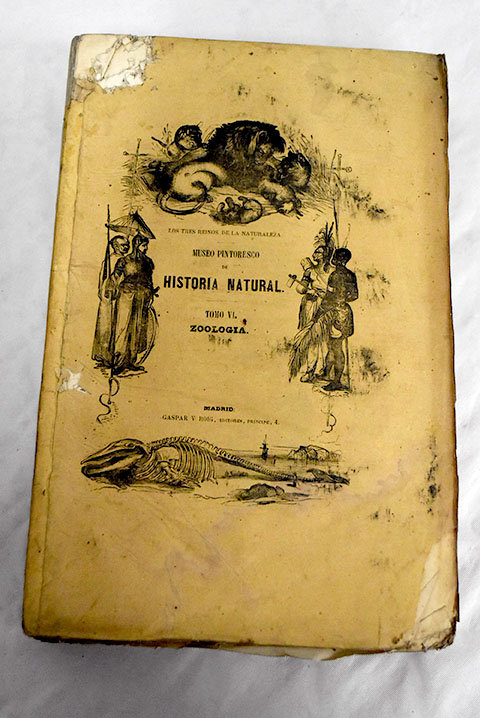 LOS TRES REINOS DE LA NATURALEZA
MUSEO PINTORESCO
DE
HISTORIA NATURAL.
TOMO VI.
ZOOLOGIA.
MADRID:
GASPAR Y ROIG, EDITORES, PRINCIPE, 4.